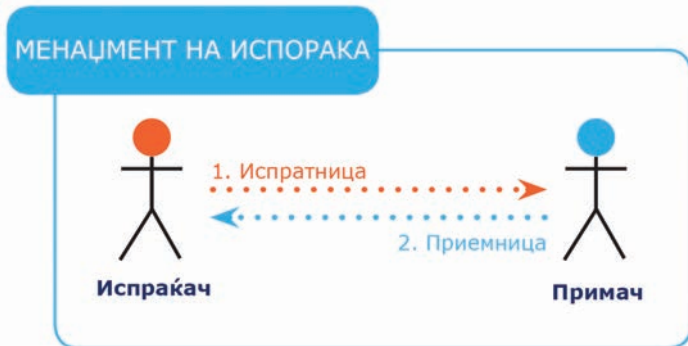 МЕНАЏМЕНТ НА ИСПОРАКА
1. Испратница
2. Приемница
Испраќач
Примач